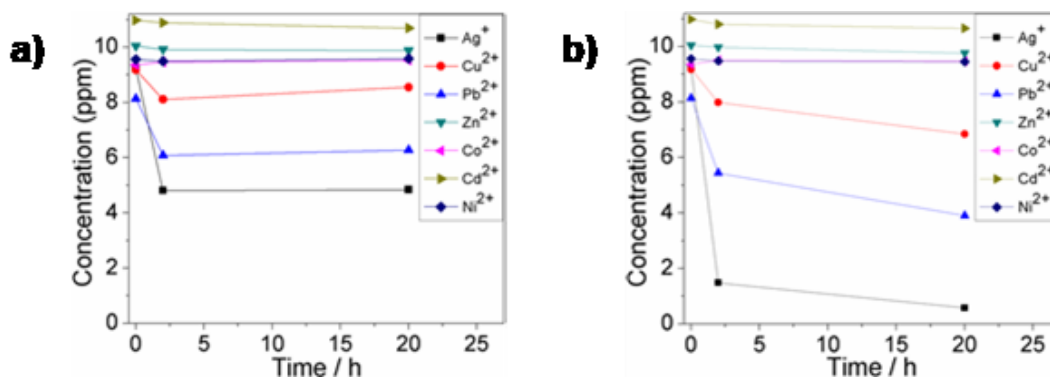 a)
Concentration (ppm)
10
8
6
4
2
0
0 5 10 15 20 25
Time / h
Ag+
Cu2+
Pb2+
Zn2+
Co2+
Cd2+
Ni2+
b)
Concentration (ppm)
10
8
6
4
2
0
0 5 10 15 20 25
Time / h
Ag+
Cu2+
Pb2+
Zn2+
Co2+
Cd2+
Ni2+